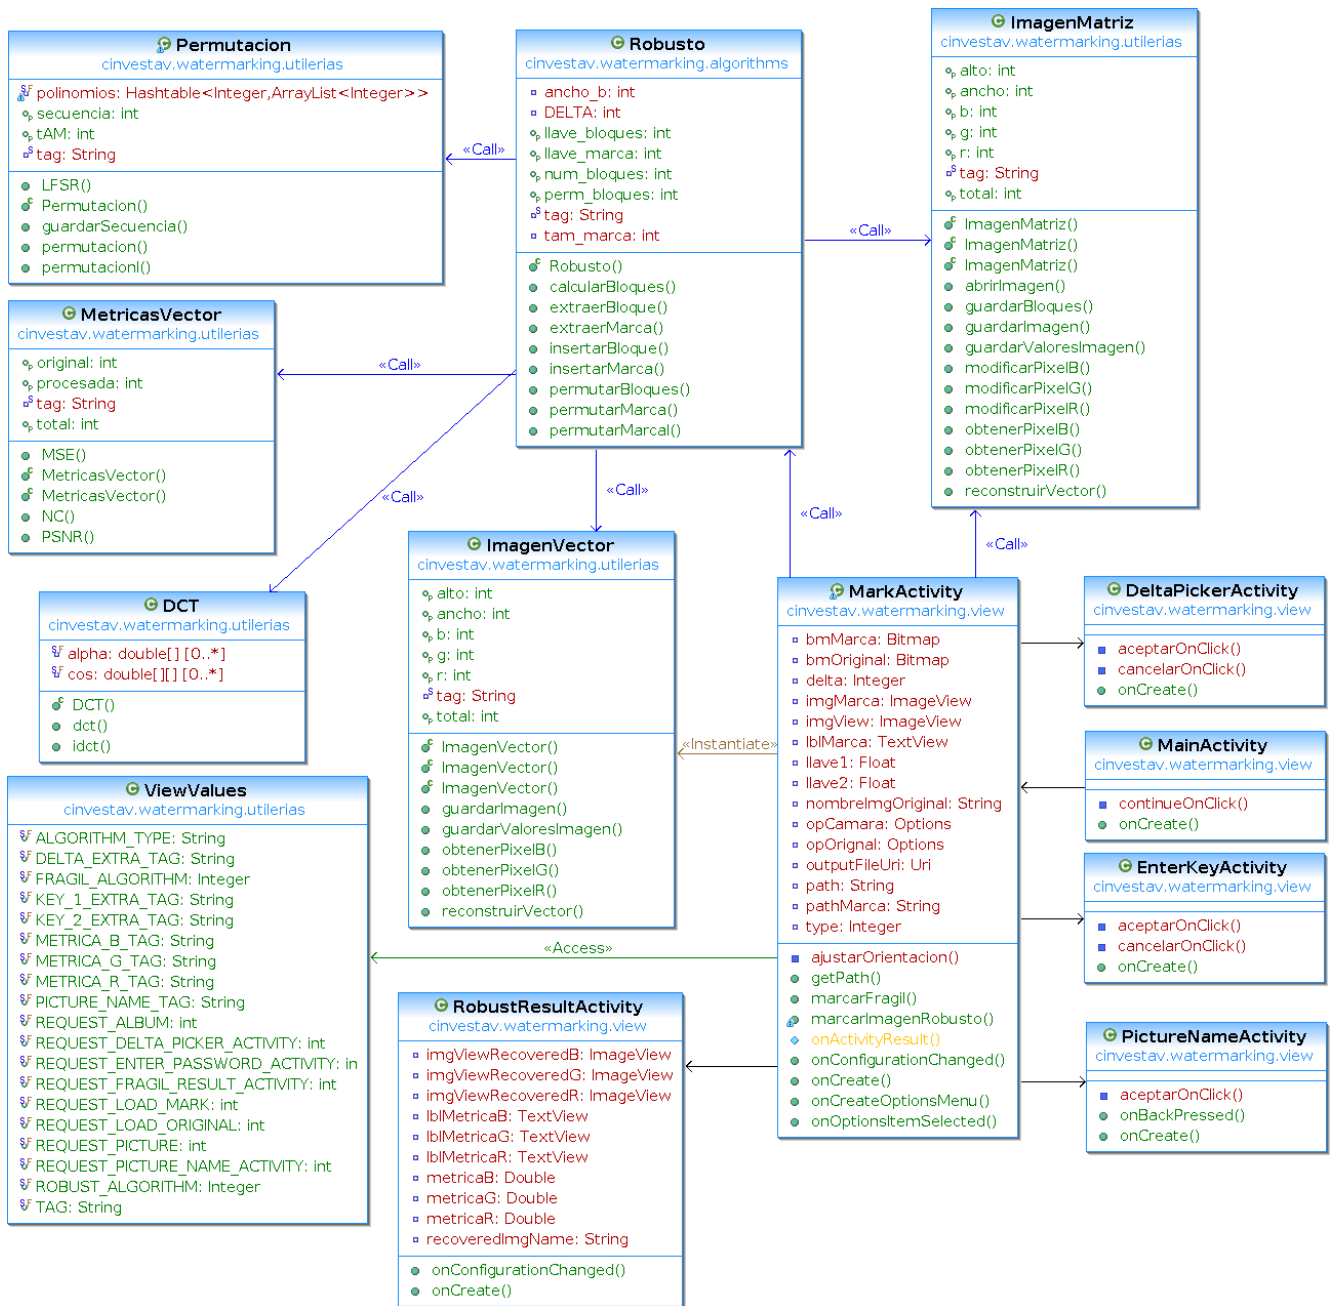 Permutacion
cinvestav.watermarking.utilerias
polinomios: Hashtable<Integer,ArrayList<Integer>>
secuencia: int
tAM: int
tag: String
LFSR()
Permutacion()
guardarSecuencia()
permutacion()
permutacionI()
Robusto
cinvestav.watermarking.algorithms
ancho_b: int
DELTA: int
llave_bloques: int
llave_marca: int
num_bloques: int
perm_bloques: int
tag: String
tam_marca: int
Robusto()
calcularBloques()
extraerBloque()
extraerMarca()
insertarBloque()
insertarMarca()
permutarBloques()
permutarMarca()
permutarMarcaI()
ImagenMatriz
cinvestav.watermarking.utilerias
alto: int
ancho: int
b: int
g: int
r: int
tag: String
total: int
ImagenMatriz()
ImagenMatriz()
ImagenMatriz()
abrirImagen()
guardarBloques()
guardarImagen()
guardarValoresImagen()
modificarPixelB()
modificarPixelG()
modificarPixelR()
obtenerPixelB()
obtenerPixelG()
obtenerPixelR()
reconstruirVector()
«Call»
«Call»
MetricasVector
cinvestav.watermarking.utilerias
original: int
procesada: int
tag: String
total: int
MSE()
MetricasVector()
MetricasVector()
NC()
PSNR()
«Call»
«Call»
«Call»
«Call»
«Call»
DCT
cinvestav.watermarking.utilerias
alpha: double[] [0..*]
cos: double[][] [0..*]
DCT()
dct()
idct()
ImagenVector
cinvestav.watermarking.utilerias
alto: int
ancho: int
b: int
g: int
r: int
tag: String
total: int
ImagenVector()
ImagenVector()
ImagenVector()
guardarImagen()
guardarValoresImagen()
obtenerPixelB()
obtenerPixelG()
obtenerPixelR()
reconstruirVector()
«Instantiate»
MarkActivity
cinvestav.watermarking.view
bmMarca: Bitmap
bmOriginal: Bitmap
delta: Integer
imgMarca: ImageView
imgView: ImageView
lblMarca: TextView
llave1: Float
llave2: Float
nombreImgOriginal: String
opCamara: Options
opOrignal: Options
outputFileUri: Uri
path: String
pathMarca: String
type: Integer
ajustarOrientacion()
getPath()
marcarFragil()
marcarImagenRobusto()
onActivityResult()
onConfigurationChanged()
onCreate()
onCreateOptionsMenu()
onOptionsItemSelected()
DeltaPickerActivity
cinvestav.watermarking.view
aceptarOnClick()
cancelarOnClick()
onCreate()
MainActivity
cinvestav.watermarking.view
continueOnClick()
onCreate()
EnterKeyActivity
cinvestav.watermarking.view
aceptarOnClick()
cancelarOnClick()
onCreate()
PictureNameActivity
cinvestav.watermarking.view
aceptarOnClick()
onBackPressed()
onCreate()
ViewValues
cinvestav.watermarking.utilerias
ALGORITHM_TYPE: String
DELTA_EXTRA_TAG: String
FRAGIL_ALGORITHM: Integer
KEY_1_EXTRA_TAG: String
KEY_2_EXTRA_TAG: String
METRICA_B_TAG: String
METRICA_G_TAG: String
METRICA_R_TAG: String
PICTURE_NAME_TAG: String
REQUEST_ALBUM: int
REQUEST_DELTA_PICKER_ACTIVITY: int
REQUEST_ENTER_PASSWORD_ACTIVITY: in
REQUEST_FRAGIL_RESULT_ACTIVITY: int
REQUEST_LOAD_MARK: int
REQUEST_LOAD_ORIGINAL: int
REQUEST_PICTURE: int
REQUEST_PICTURE_NAME_ACTIVITY: int
ROBUST_ALGORITHM: Integer
TAG: String
«Access»
RobustResultActivity
cinvestav.watermarking.view
imgViewRecoveredB: ImageView
imgViewRecoveredG: ImageView
imgViewRecoveredR: ImageView
lblMetricaB: TextView
lblMetricaG: TextView
lblMetricaR: TextView
metricaB: Double
metricaG: Double
metricaR: Double
recoveredImgName: String
onConfigurationChanged()
onCreate()